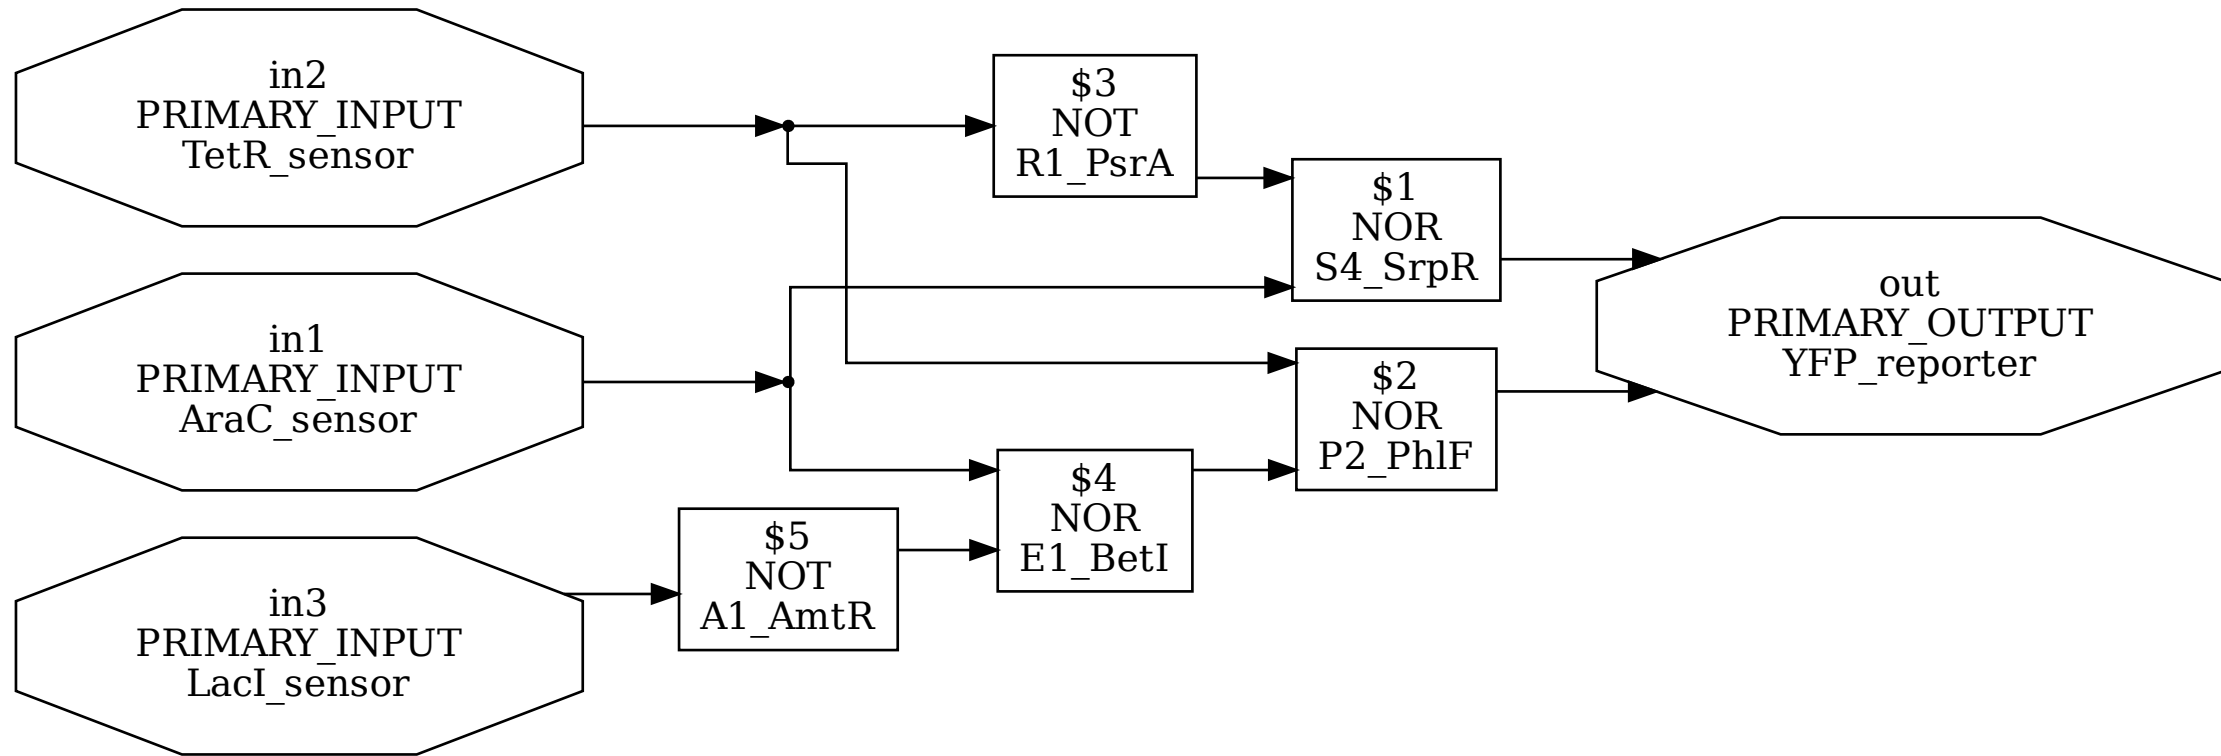 in2
PRIMARY_INPUT
TetR_sensor
in1
PRIMARY_INPUT
AraC_sensor
in3
PRIMARY_INPUT
LacI_sensor
$5
NOT
A1_AmtR
$3
NOT
R1_PsrA
$4
NOR
E1_BetI
$1
NOR
S4_SrpR
$2
NOR
P2_PhlF
out
PRIMARY_OUTPUT
YFP_reporter